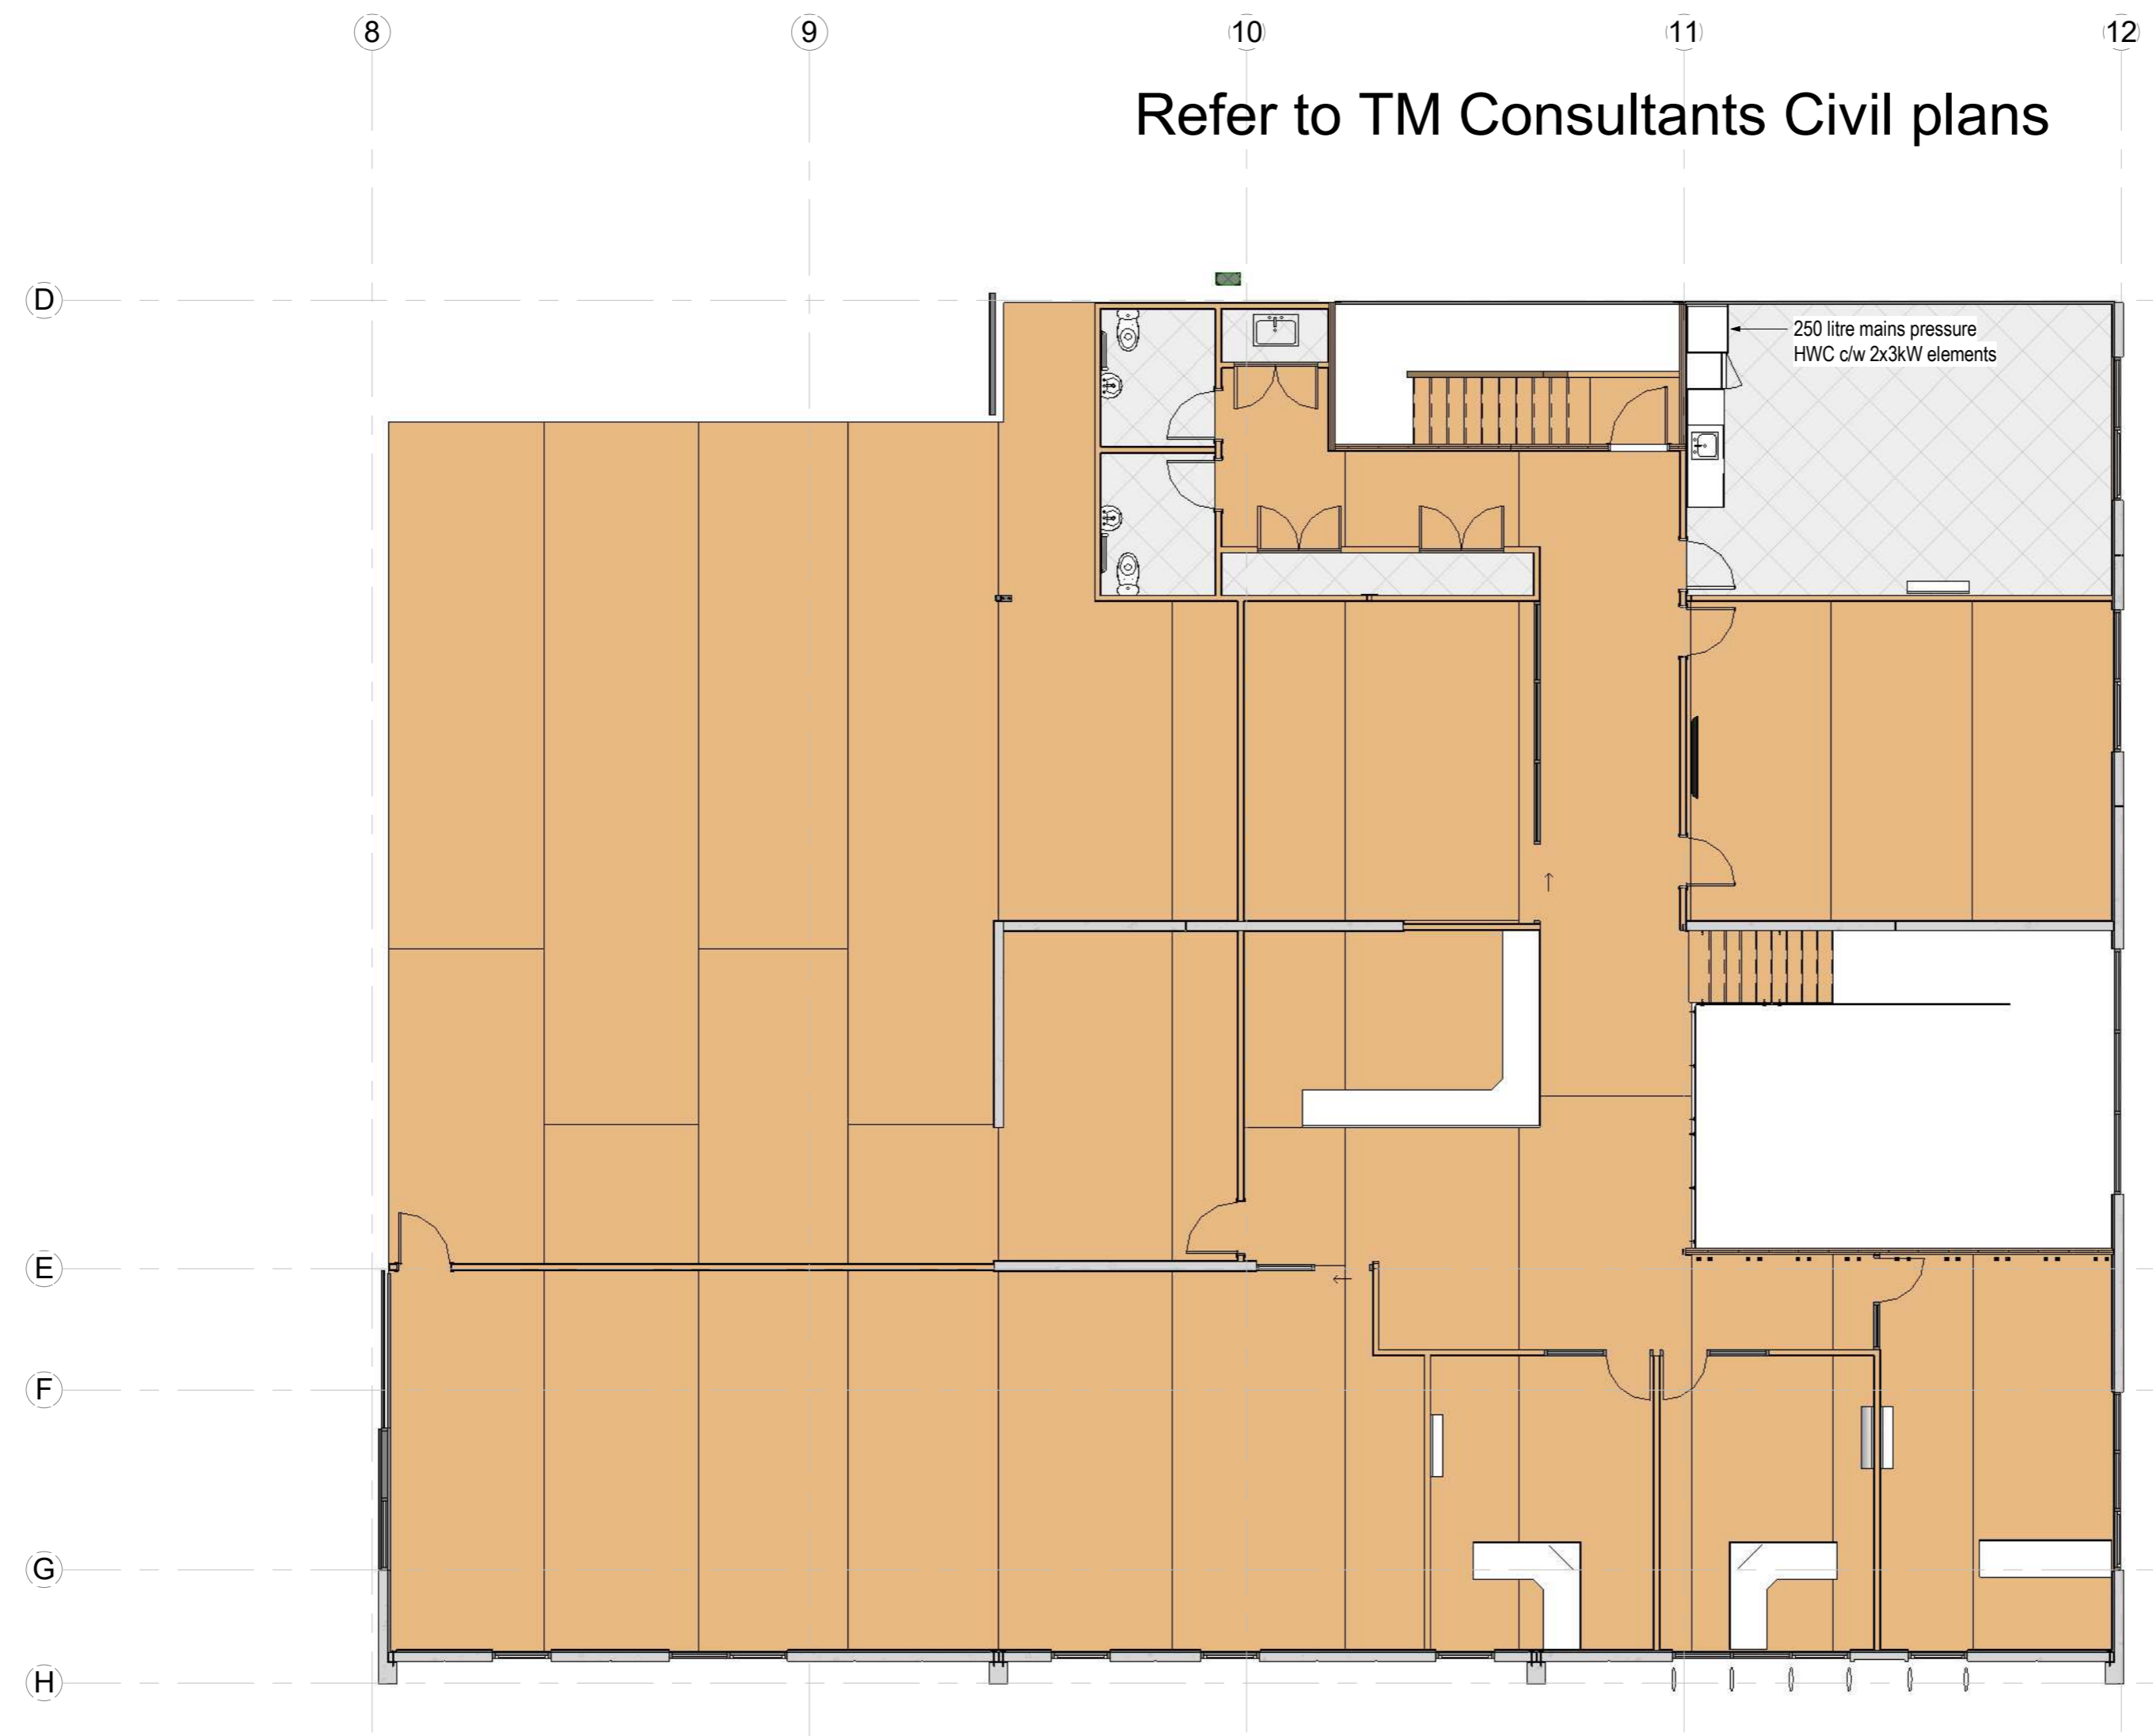 8 9 10 11 12
Refer to TM Consultants Civil plans
D
250 litre mains pressure
HWC c/w 2x3kW elements
E
F
G
H